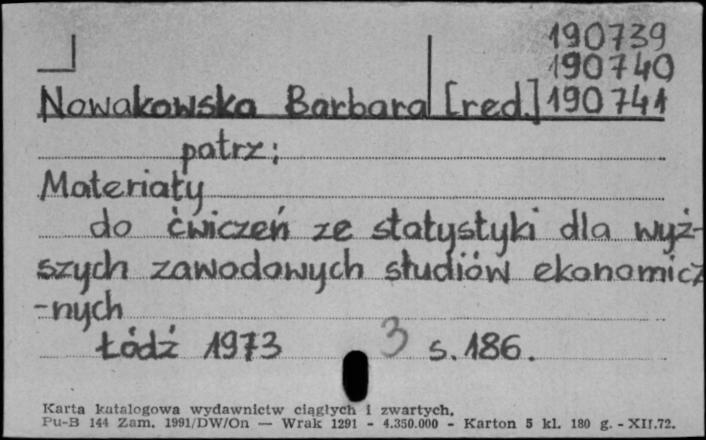 190739
190740
Nowakowska Barbara [red.] 190741
patrz:
Materiały
do ćwiczeń ze statystyki dla wyż-
szych zawodowych studiów ekonomicz
-nych
Łódź 1973 3 s. 186.
Karta katalogowa wydawnictw ciągłych i zwartych.
Pu-B 144 Zam. 1991/DW/On — Wrak 1291 - 4.350.000 - Karton 5 kl. 180 g. - XII.72.